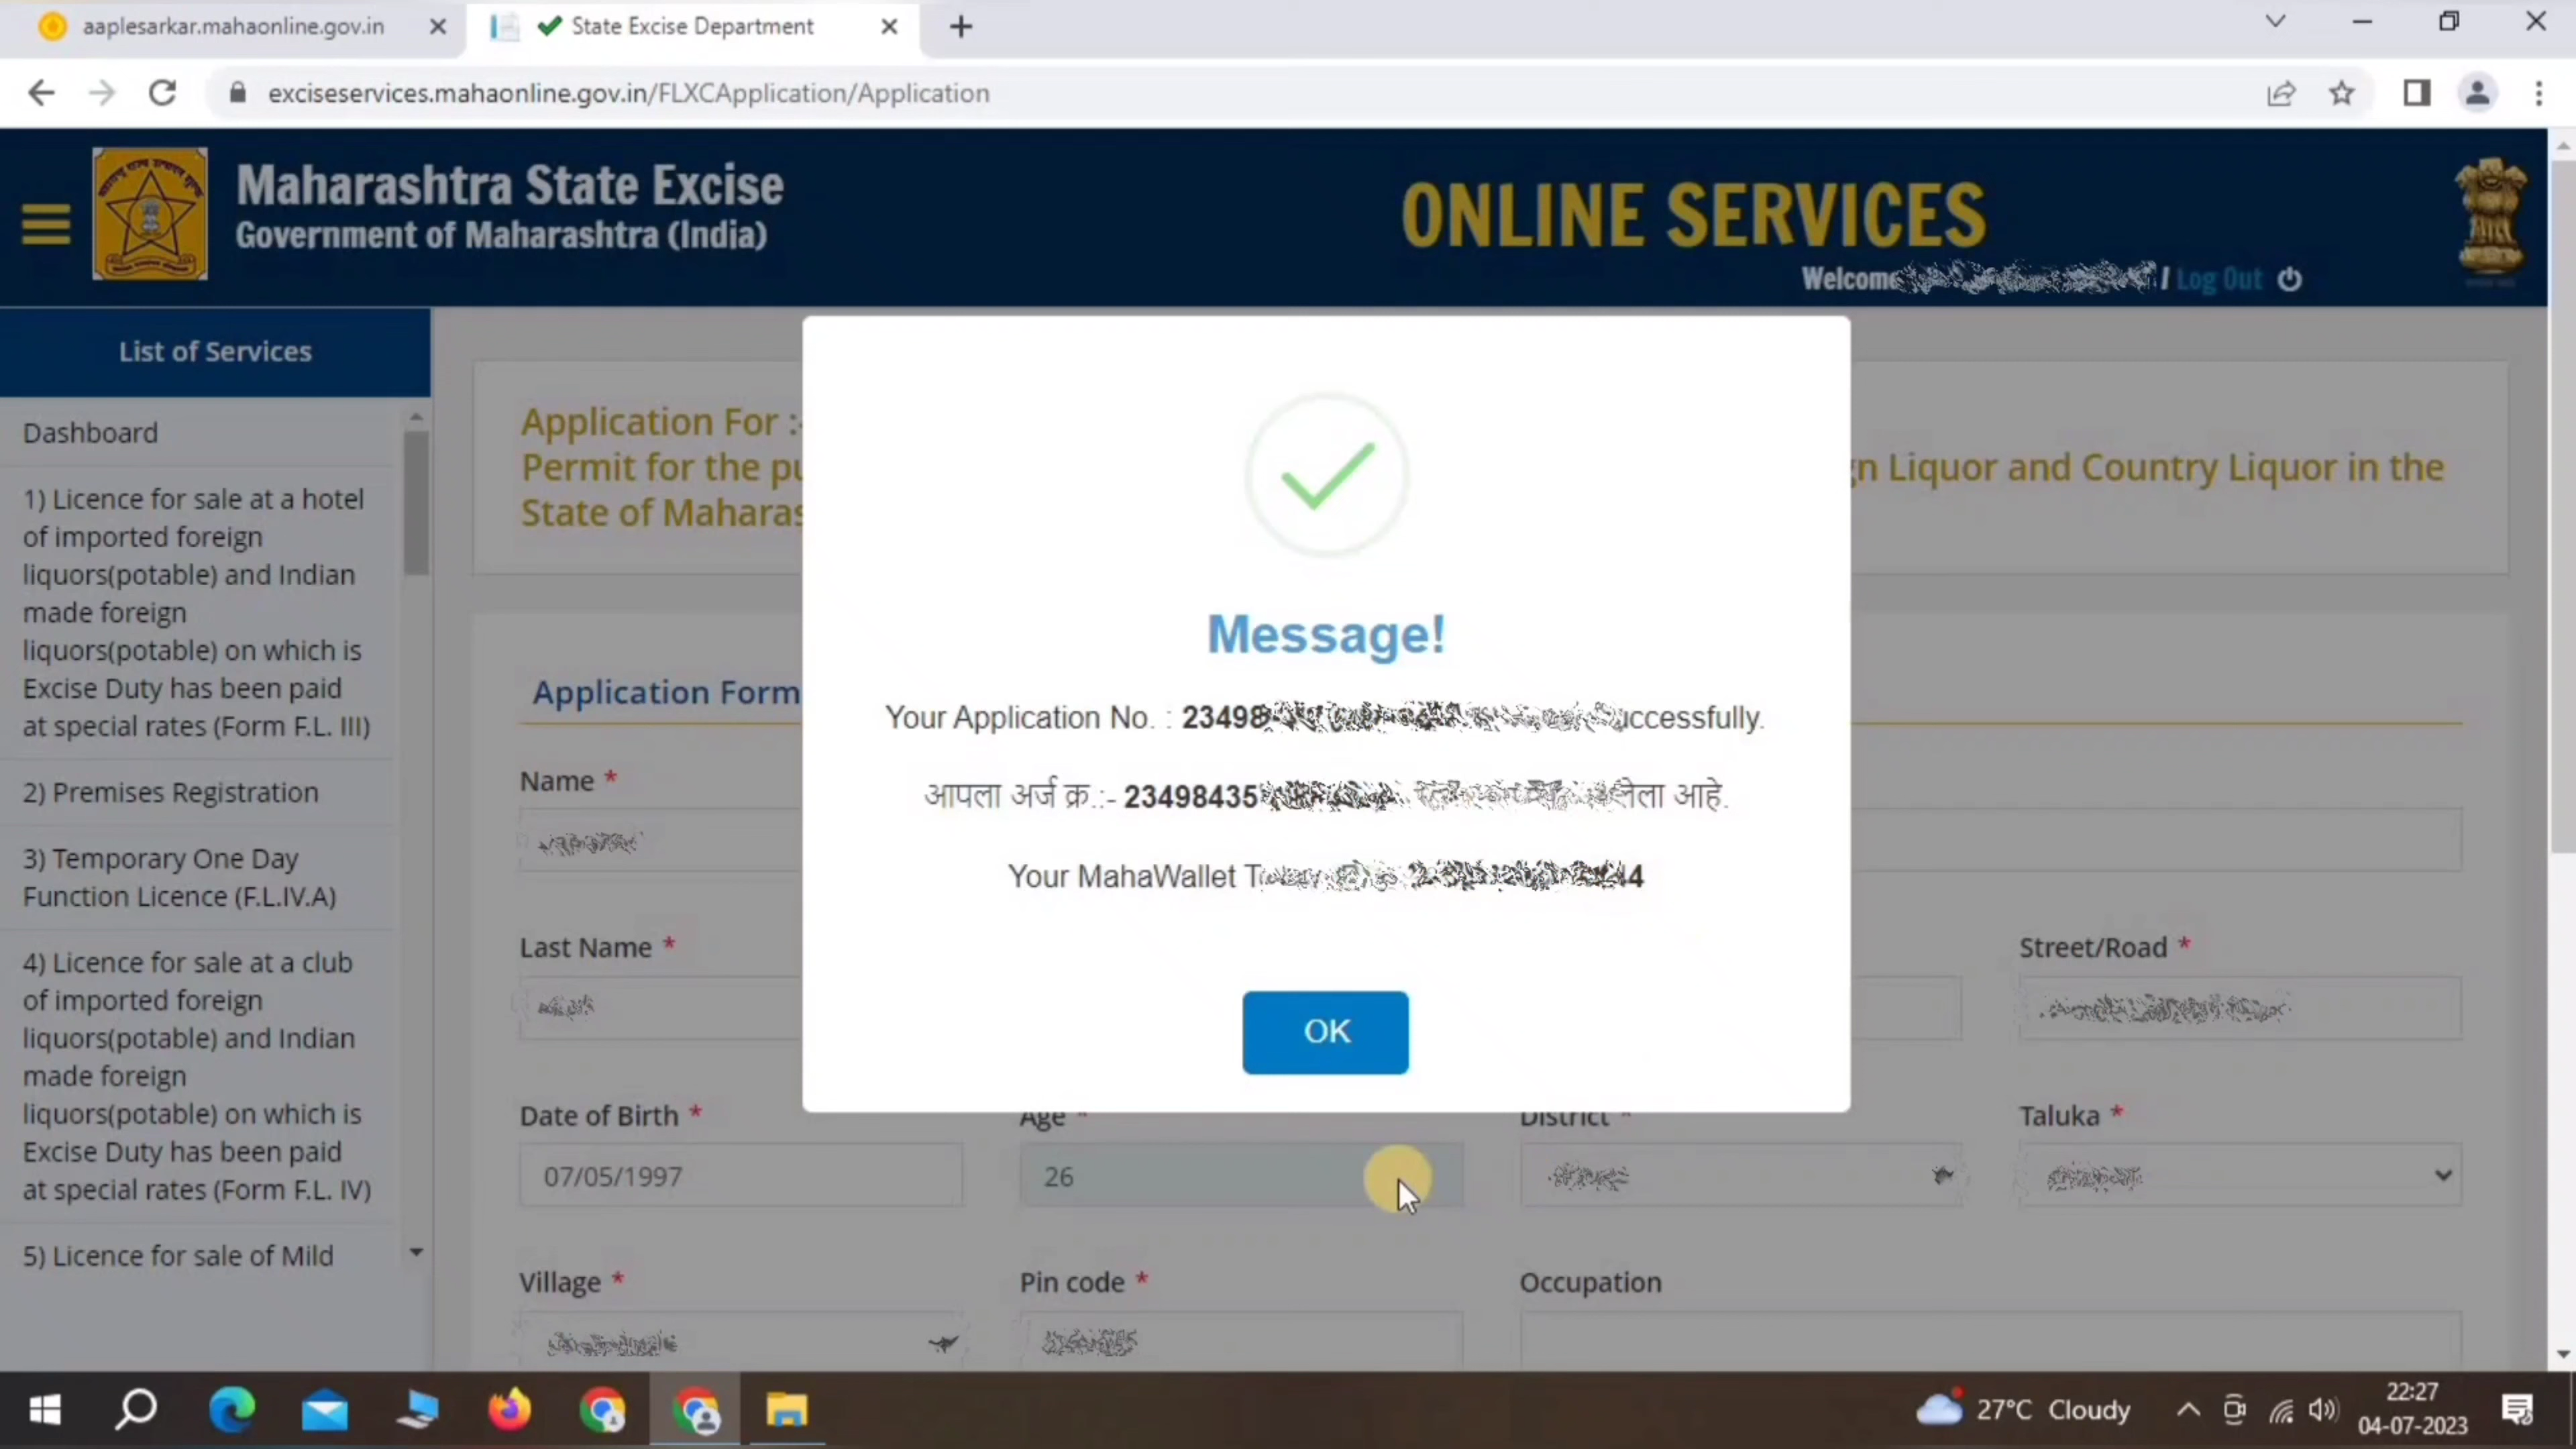 aaplesarkar.mahaonline.gov.in
State Excise Department
exciseservices.mahaonline.gov.in/FLXCApplication/Application
Maharashtra State Excise
Government of Maharashtra (India)
ONLINE SERVICES
Welcome
/ Log Out
List of Services
Dashboard
1) Licence for sale at a hotel
of imported foreign
liquors(potable) and Indian
made foreign
liquors(potable) on which is
Excise Duty has been paid
at special rates (Form F.L. III)
2) Premises Registration
3) Temporary One Day
Function Licence (F.L.IV.A)
4) Licence for sale at a club
of imported foreign
liquors(potable) and Indian
made foreign
liquors(potable) on which is
Excise Duty has been paid
at special rates (Form F.L. IV)
5) Licence for sale of Mild
Application For :-
Permit for the
Liquor and Country Liquor in the
State of
Application Form
Message!
Your Application No. : 23498
आपला अर्ज क्र.:- 23498435 आहे.
Your MahaWallet
OK
Name *
Last Name *
Street/Road *
Date of Birth *
Age *
District *
Taluka *
07/05/1997
26
Village *
Pin code *
Occupation
27°C Cloudy
22:27
04-07-2023